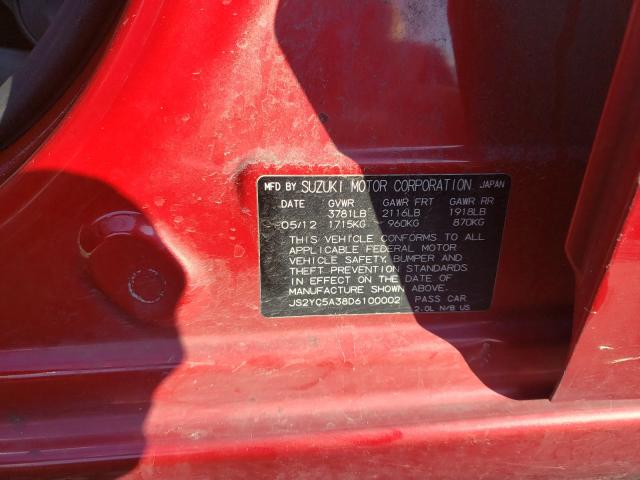 MFD BY SUZUKI MOTOR CORPORATION JAPAN
DATE GVWR GAWR FRT GAWR RR
3781LB 2116LB 1918LB
05/12 1715KG 960KG 870KG
THIS VEHICLE CONFORMS TO ALL
APPLICABLE FEDERAL MOTOR
VEHICLE SAFETY, BUMPER AND
THEFT PREVENTION STANDARDS
IN EFFECT ON THE DATE OF
MANUFACTURE SHOWN ABOVE.
JS2YC5A38D6100002 PASS CAR
2.0L N/B US